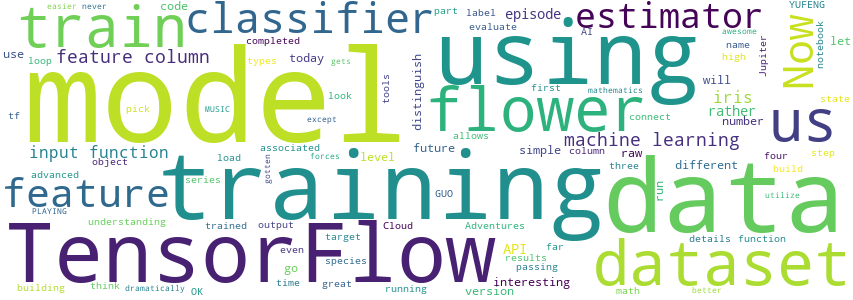 easier never
code
train
classifier
part label episode
estimator
YUFENG
use
loop
feature column
completed
types today
evaluate
AI
awesome
name
high
Jupiter
Now
notebook
let
model
using
tools
distinguish
look
pick
MUSIC
except
gets
first
mathematics
flower
allows
connect
will
iris
rather
number
us
state
tf
input function
object
associated
level
future
simple column
machine learning
raw
four
step
advanced
load
gotten
forces
different
three
build
feature
series
training
GUO
run
data
utilize
PLAYING
understanding
trained output
target
Cloud
Adventures
TensorFlow
even
species
API
far
results
passing
details function
dataset
go
time
great
running
interesting
version
math
better
building
think
dramatically
OK